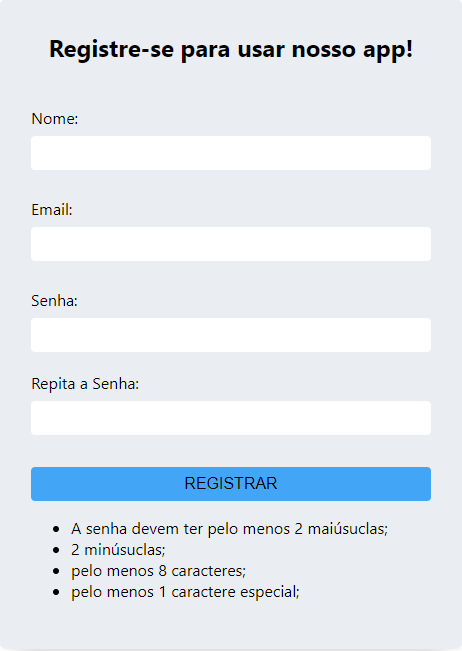 Registre-se para usar nosso app!
Nome:
Email:
Senha:
Repita a Senha:
REGISTRAR
A senha devem ter pelo menos 2 maiúsuclas;
2 minúsuclas;
pelo menos 8 caracteres;
pelo menos 1 caractere especial;